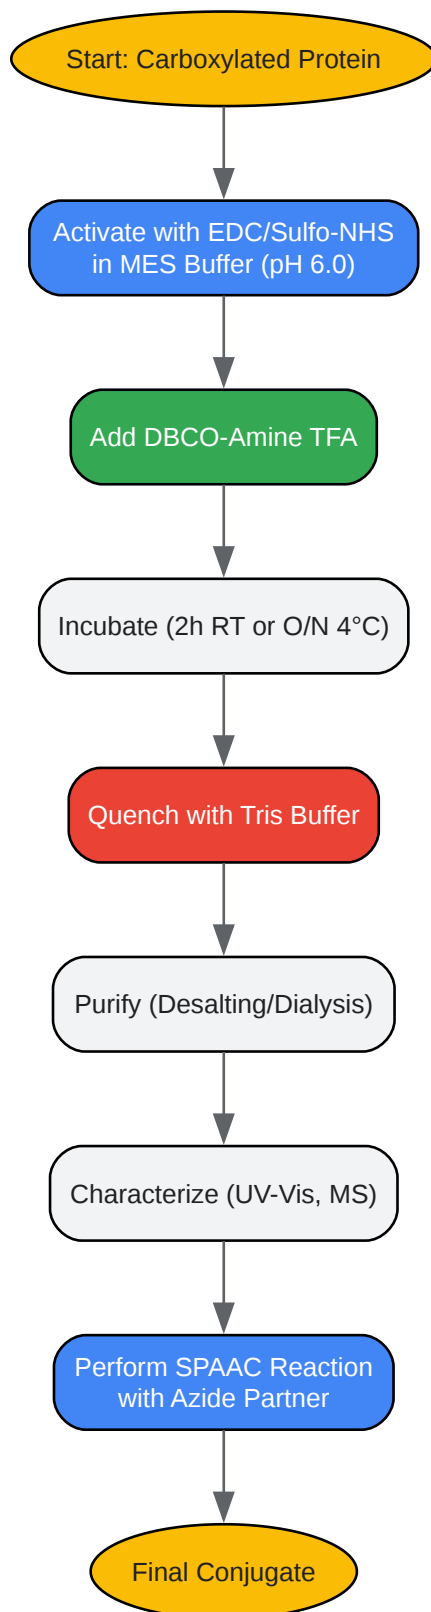 Start: Carboxylated Protein
Activate with EDC/Sulfo-NHS
in MES Buffer (pH 6.0)
Add DBCO-Amine TFA
Incubate (2h RT or O/N 4°C)
Quench with Tris Buffer
Purify (Desalting/Dialysis)
Characterize (UV-Vis, MS)
Perform SPAAC Reaction
with Azide Partner
Final Conjugate